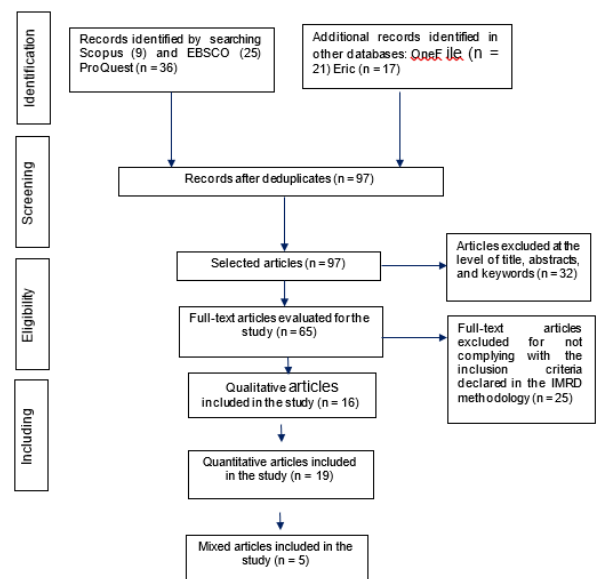 Identification
Records identified by searching
Scopus (9) and EBSCO (25)
ProQuest (n = 36)
Additional records identified in
other databases: OneF ile (n =
21) Eric (n = 17)
Screening
Records after deduplicates (n = 97)
Eligibility
Selected articles (n = 97)
Articles excluded at the
level of title, abstracts,
and keywords (n = 32)
Full-text articles evaluated for the
study (n = 65)
Full-text articles
excluded for not
complying with the
inclusion criteria
declared in the IMRD
methodology (n = 25)
Including
Qualitative articles
included in the study (n = 16)
Quantitative articles included
in the study (n = 19)
Mixed articles included in the
study (n = 5)